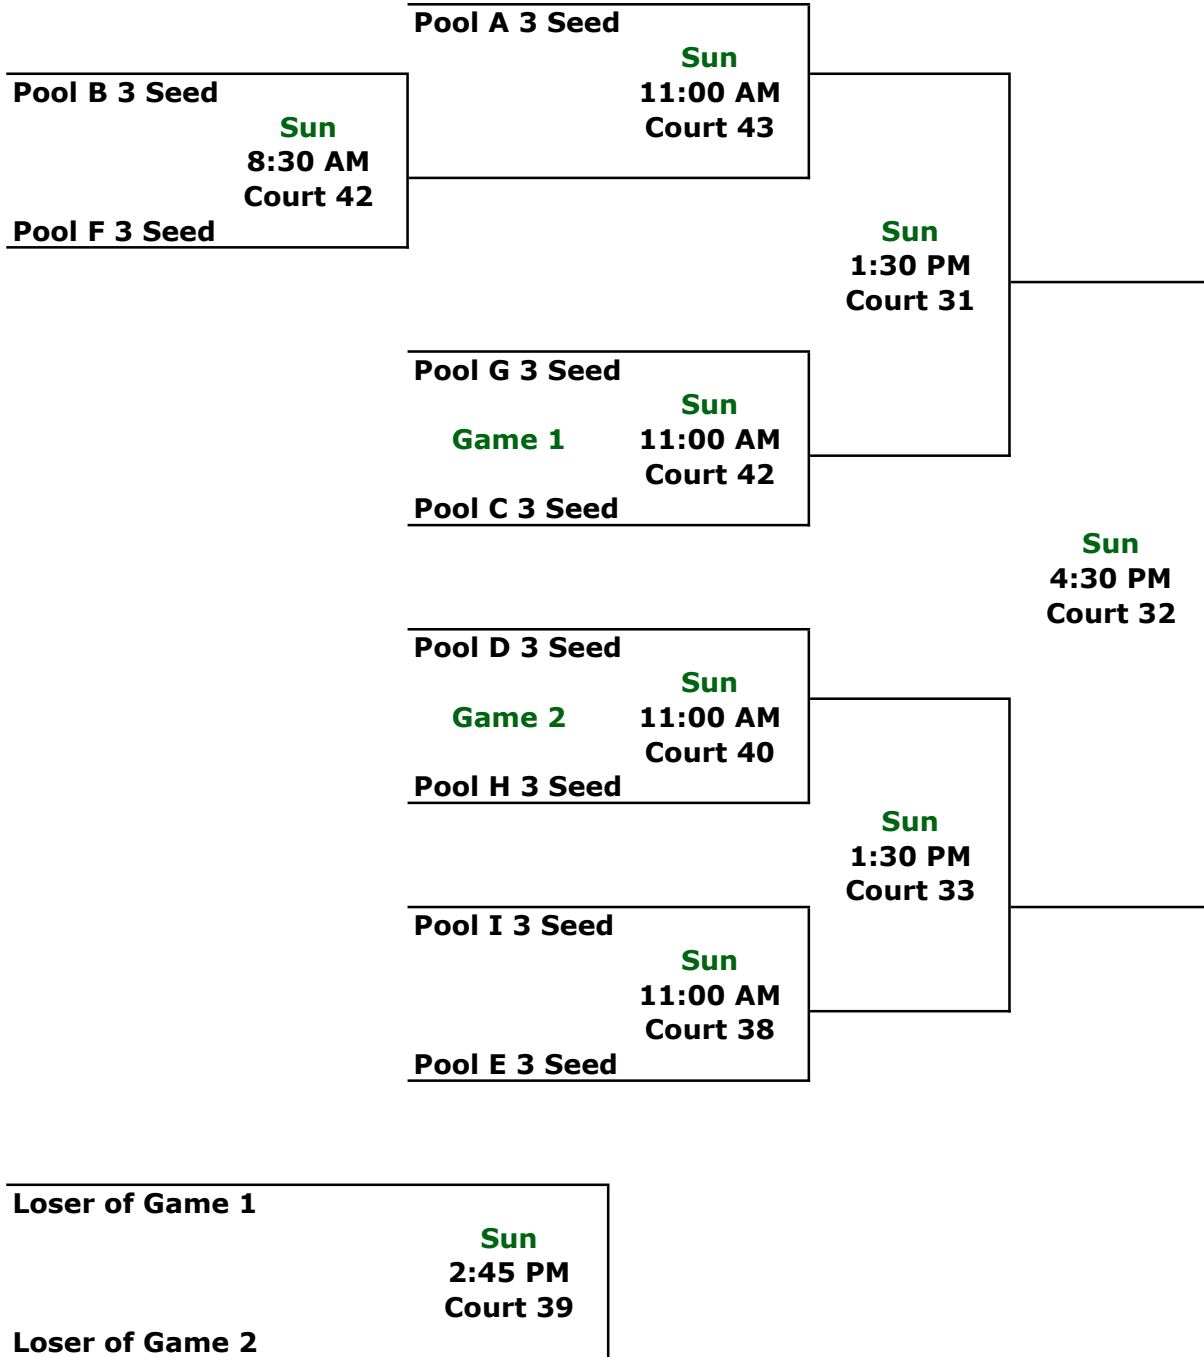 Pool A 3 Seed
Sun
11:00 AM
Court 43
Pool B 3 Seed
Sun
8:30 AM
Court 42
Pool F 3 Seed
Sun
1:30 PM
Court 31
Pool G 3 Seed
Sun
Game 1 11:00 AM
Court 42
Pool C 3 Seed
Sun
4:30 PM
Court 32
Pool D 3 Seed
Sun
Game 2 11:00 AM
Court 40
Pool H 3 Seed
Sun
1:30 PM
Court 33
Pool I 3 Seed
Sun
11:00 AM
Court 38
Pool E 3 Seed
Loser of Game 1
Sun
2:45 PM
Court 39
Loser of Game 2